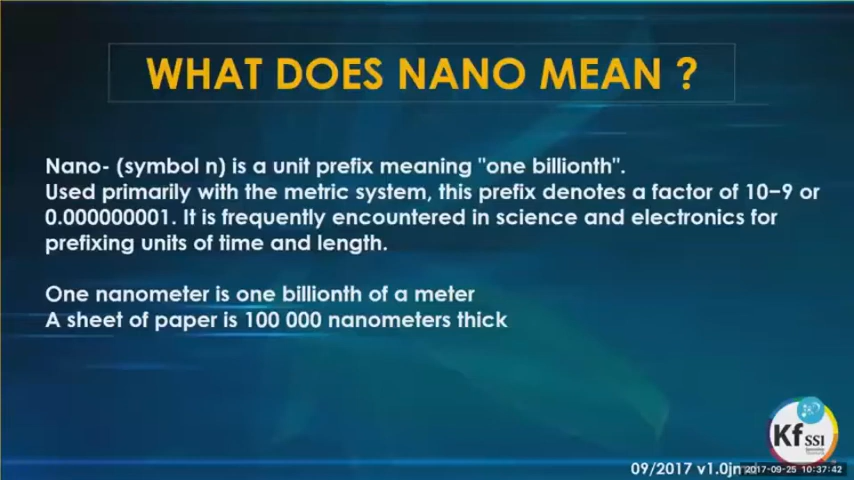 WHAT DOES NANO MEAN ?
Nano- (symbol n) is a unit prefix meaning "one billionth".
Used primarily with the metric system, this prefix denotes a factor of 10−9 or
0.000000001. It is frequently encountered in science and electronics for
prefixing units of time and length.
One nanometer is one billionth of a meter
A sheet of paper is 100 000 nanometers thick
Kf SSI
09/2017 v1.0jm
2017-09-25 10:37:42